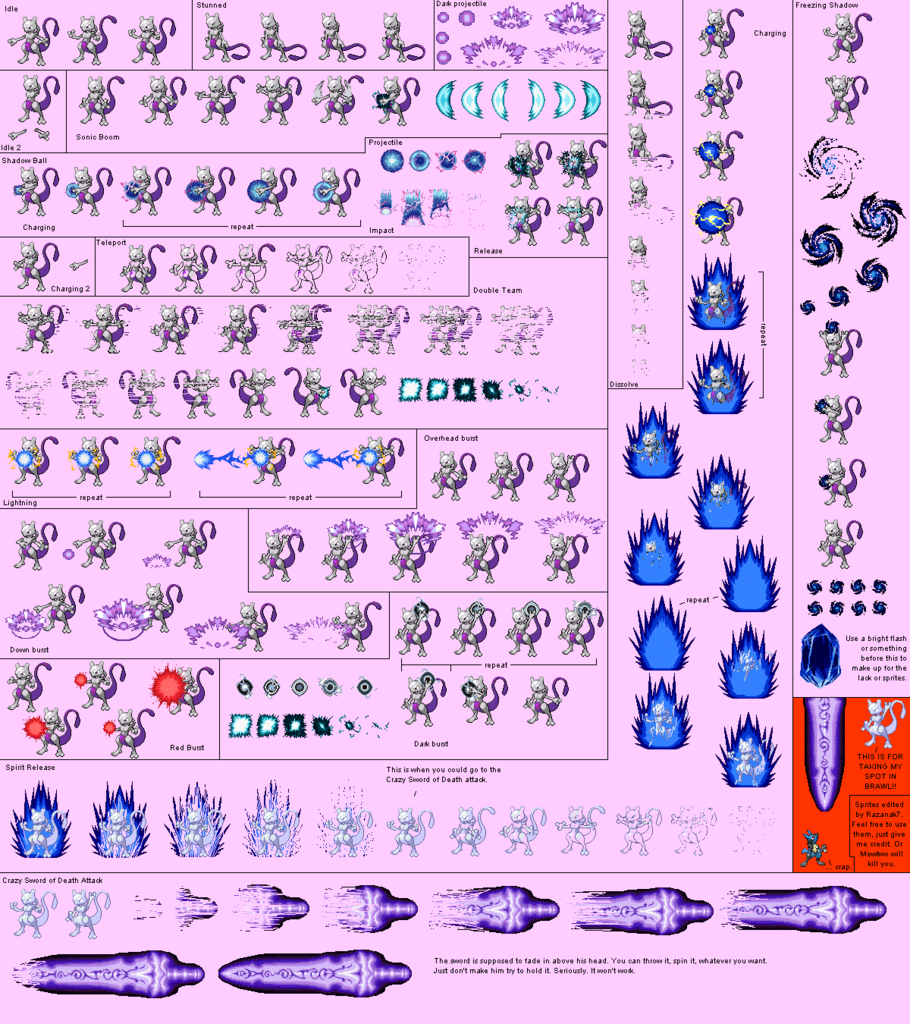 Idle
Stunned
Dark projectile
Charging
Freezing Shadow
Idle 2
Sonic Boom
Shadow Ball
Projectile
Charging
repeat
Impact
Release
Charging 2
Teleport
Double Team
repeat
Dissolve
Lightning
repeat
repeat
Overhead burst
Down burst
repeat
repeat
Use a bright flash
or something
before this to
make up for the
lack or sprites.
Red Burst
Dark burst
THIS IS FOR
TAKING MY
SPOT IN
BRAWL!!
Spirit Release
This is when you could go to the
Crazy Sword of Death attack.
Sprites edited
by Razanak7.
Feel free to use
them, just give
me credit. Or
Mewtwo will
kill you.
crap.
Crazy Sword of Death Attack
The sword is supposed to fade in above his head. You can throw it, spin it, whatever you want.
Just don't make him try to hold it. Seriously. It won't work.